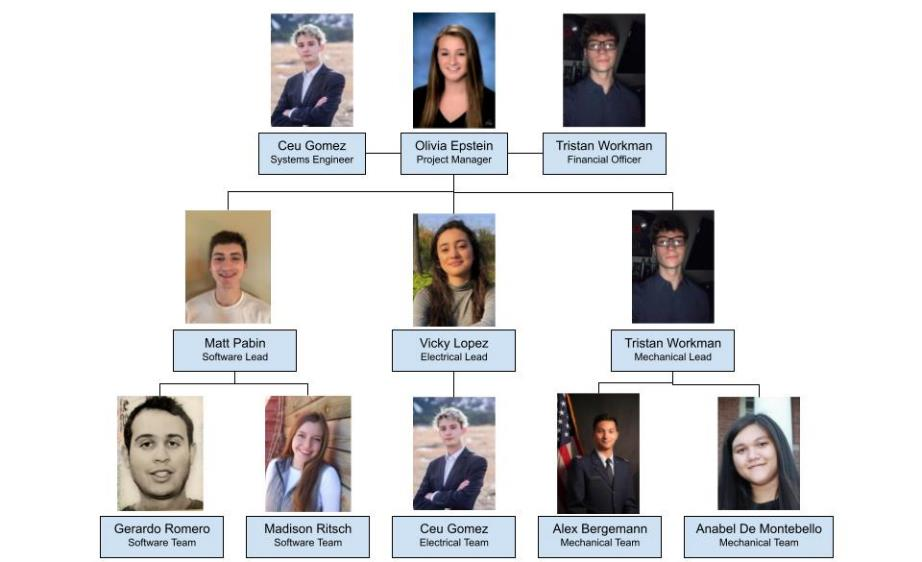 Ceu Gomez
Systems Engineer
Olivia Epstein
Project Manager
Tristan Workman
Financial Officer
Matt Pabin
Software Lead
Vicky Lopez
Electrical Lead
Tristan Workman
Mechanical Lead
Gerardo Romero
Software Team
Madison Ritsch
Software Team
Ceu Gomez
Electrical Team
Alex Bergemann
Mechanical Team
Anabel De Montebello
Mechanical Team